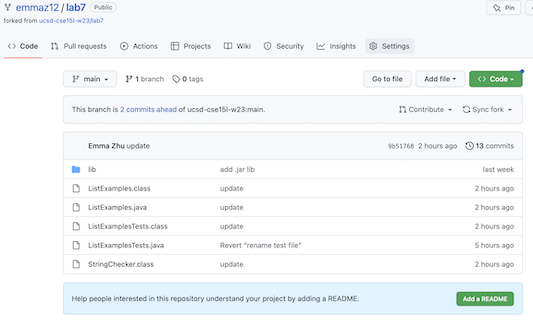 emmaz12 / lab7 Public
Pin
forked from ucsd-cse15l-w23/lab7
Code Pull requests Actions Projects Wiki Security Insights Settings
main 1 branch 0 tags Go to file Add file Code
This branch is 2 commits ahead of ucsd-cse15l-w23:main. Contribute Sync fork
Emma Zhu update 9b51768 2 hours ago 13 commits
lib add .jar lib last week
ListExamples.class update 2 hours ago
ListExamples.java update 2 hours ago
ListExamplesTests.class update 2 hours ago
ListExamplesTests.java Revert "rename test file" 5 hours ago
StringChecker.class update 2 hours ago
Help people interested in this repository understand your project by adding a README. Add a README